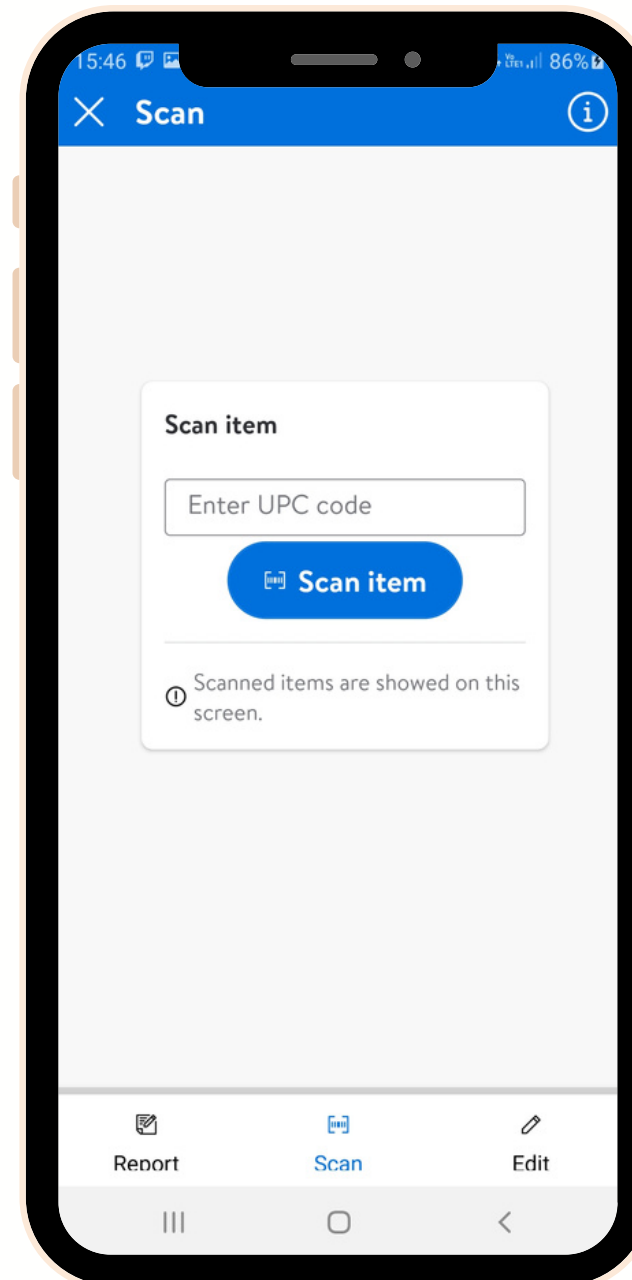 15:46
86%
Scan
Scan item
Enter UPC code
Scan item
Scanned items are showed on this
screen.
Report
Scan
Edit